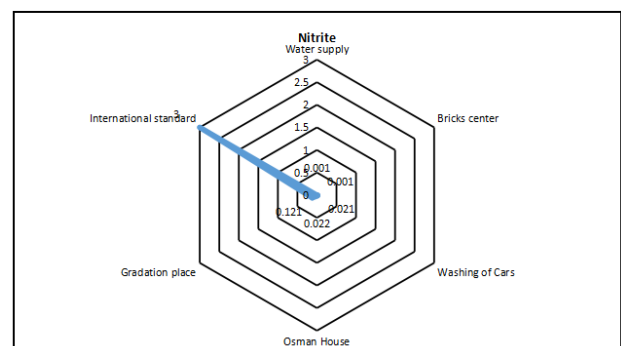 Nitrite
Water supply
3
2.5
2
1.5
1
0.5
0
0.001
0.001
0.021
0.022
0.121
3
Bricks center
Washing of Cars
Osman House
Gradation place
International standard